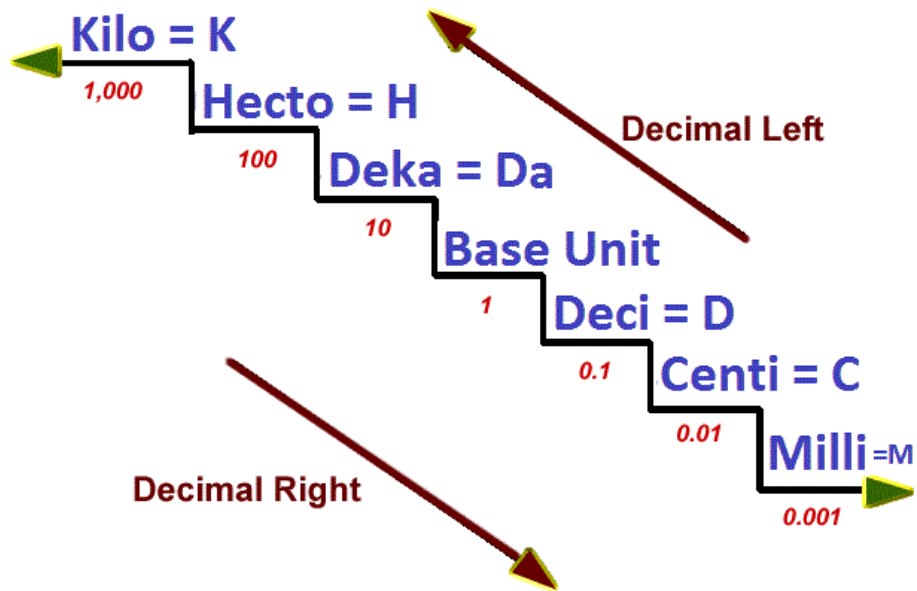 Kilo = K
1,000
Hecto = H
100
Decimal Left
Deka = Da
10
Base Unit
1
Deci = D
0.1
Centi = C
0.01
Milli =M
0.001
Decimal Right